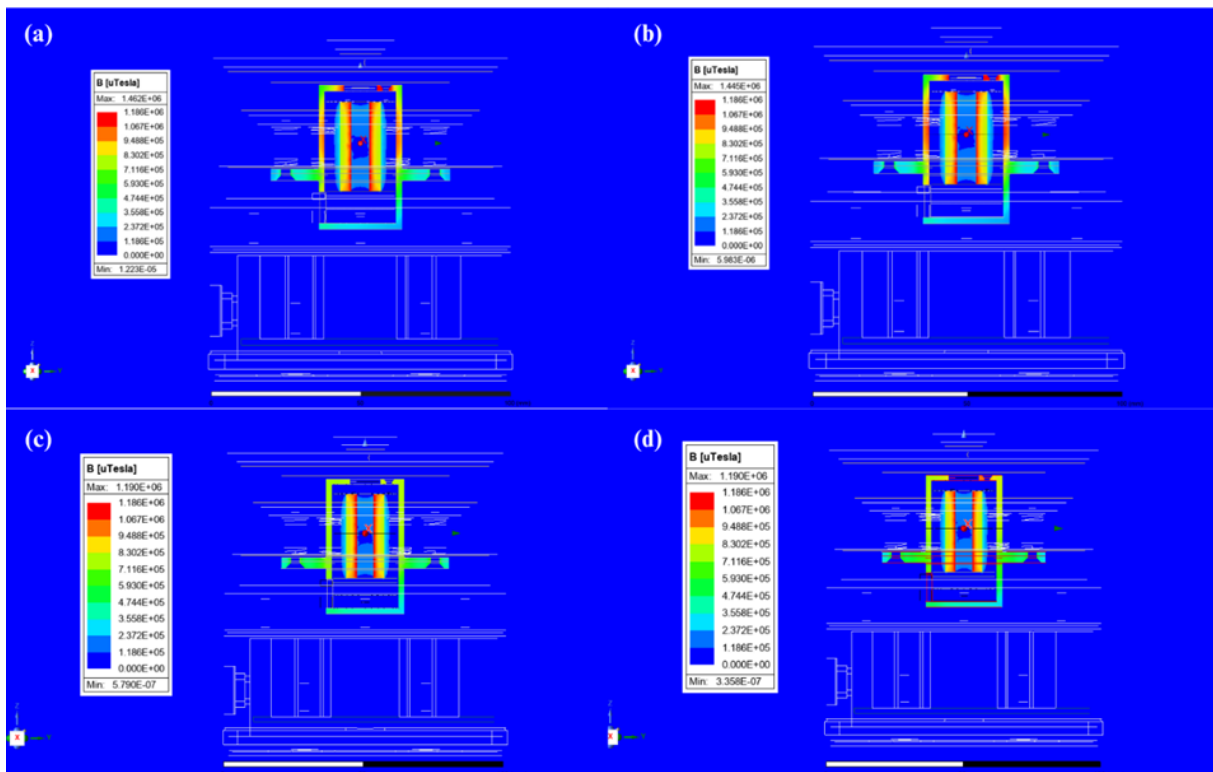 (a)
B [uTesla]
Max: 1.462E+06
1.186E+06
1.067E+06
9.488E+05
8.302E+05
7.116E+05
5.930E+05
4.744E+05
3.558E+05
2.372E+05
1.186E+05
0.000E+00
Min: 1.223E-05
X
Y
(b)
B [uTesla]
Max: 1.445E+06
1.186E+06
1.067E+06
9.488E+05
8.302E+05
7.116E+05
5.930E+05
4.744E+05
3.558E+05
2.372E+05
1.186E+05
0.000E+00
Min: 5.983E-06
X
Y
(c)
B [uTesla]
Max: 1.190E+06
1.186E+06
1.067E+06
9.488E+05
8.302E+05
7.116E+05
5.930E+05
4.744E+05
3.558E+05
2.372E+05
1.186E+05
0.000E+00
Min: 5.790E-07
X
Y
(d)
B [uTesla]
Max: 1.190E+06
1.186E+06
1.067E+06
9.488E+05
8.302E+05
7.116E+05
5.930E+05
4.744E+05
3.558E+05
2.372E+05
1.186E+05
0.000E+00
Min: 3.358E-07
X
Y